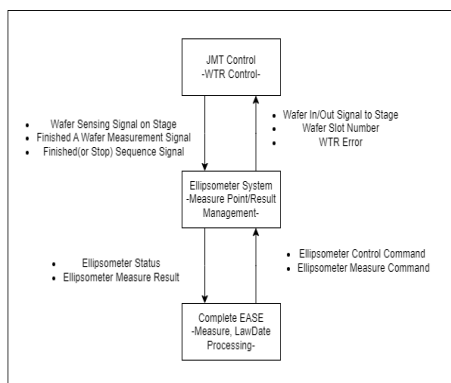 JMT Control
-WTR Control-
Wafer Sensing Signal on Stage
Finished A Wafer Measurement Signal
Finished(or Stop) Sequence Signal
Wafer In/Out Signal to Stage
Wafer Slot Number
WTR Error
Ellipsometer System
-Measure Point/Result
Management-
Ellipsometer Status
Ellipsometer Measure Result
Ellipsometer Control Command
Ellipsometer Measure Command
Complete EASE
-Measure, LawDate
Processing-